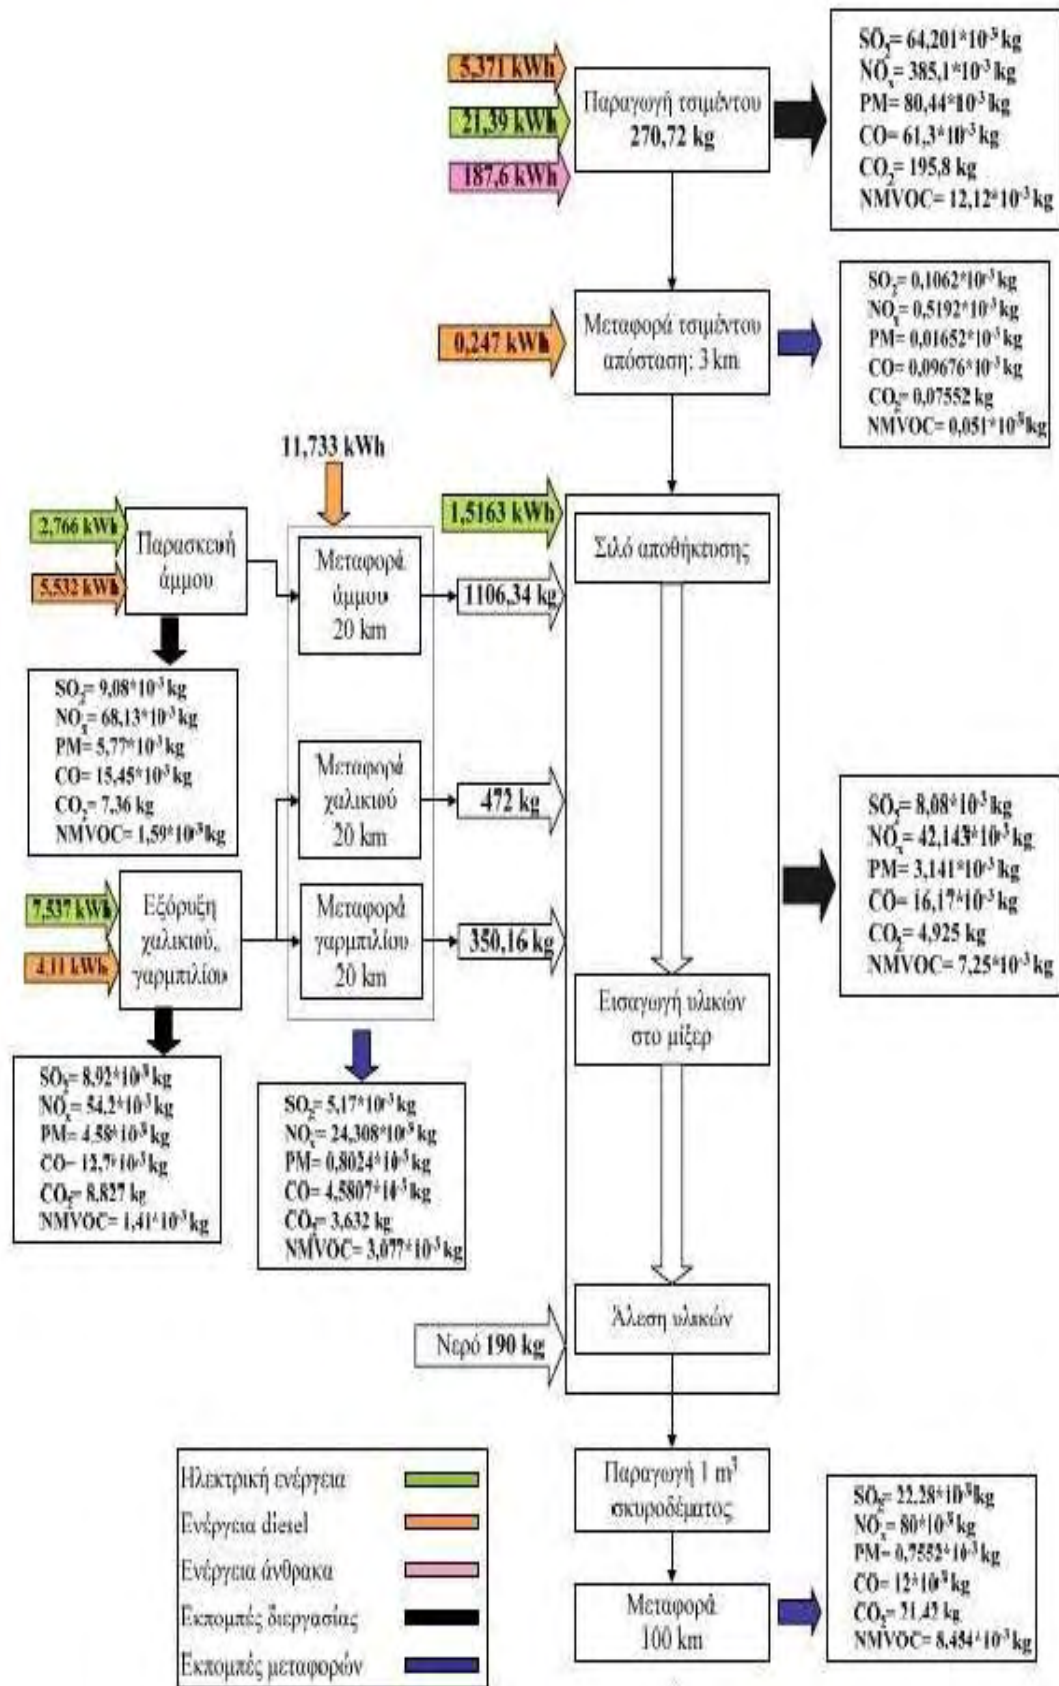 5,371 kWh
21,39 kWh
187,6 kWh
Παραγωγή τσιμέντου
270,72 kg
SO₂= 64,201*10⁻³ kg
NOₓ= 385,1*10⁻³ kg
PM= 80,44*10⁻³ kg
CO= 61,3*10⁻³ kg
CO₂= 195,8 kg
NMVOC= 12,12*10⁻³ kg
0,247 kWh
Μεταφορά τσιμέντου
απόσταση: 3 km
SO₂= 0,1062*10⁻³ kg
NOₓ= 0,5192*10⁻³ kg
PM= 0,01652*10⁻³ kg
CO= 0,09676*10⁻³ kg
CO₂= 0,07552 kg
NMVOC= 0,051*10⁻³ kg
11,733 kWh
2,766 kWh
5,532 kWh
Παρασκευή
άμμου
Μεταφορά
άμμου
20 km
1,5163 kWh
1106,34 kg
Σιλό αποθήκευσης
SO₂= 9,08*10⁻³ kg
NOₓ= 68,13*10⁻³ kg
PM= 5,77*10⁻³ kg
CO= 15,45*10⁻³ kg
CO₂= 7,36 kg
NMVOC= 1,59*10⁻³ kg
Μεταφορά
χαλικιού
20 km
472 kg
SO₂= 8,08*10⁻³ kg
NOₓ= 42,143*10⁻³ kg
PM= 3,141*10⁻³ kg
CO= 16,17*10⁻³ kg
CO₂= 4,925 kg
NMVOC= 7,25*10⁻³ kg
7,537 kWh
4,11 kWh
Εξόρυξη
χαλικιού,
γαρμπιλίου
Μεταφορά
γαρμπιλίου
20 km
350,16 kg
Εισαγωγή υλικών
στο μίξερ
SO₂= 8,92*10⁻³ kg
NOₓ= 54,2*10⁻³ kg
PM= 4,58*10⁻³ kg
CO= 12,7*10⁻³ kg
CO₂= 8,827 kg
NMVOC= 1,41*10⁻³ kg
SO₂= 5,17*10⁻³ kg
NOₓ= 24,308*10⁻³ kg
PM= 0,8024*10⁻³ kg
CO= 4,5807*10⁻³ kg
CO₂= 3,632 kg
NMVOC= 3,077*10⁻³ kg
Άλεση υλικών
Νερό 190 kg
Ηλεκτρική ενέργεια
Ενέργεια diesel
Ενέργεια άνθρακα
Εκπομπές διεργασίας
Εκπομπές μεταφορών
Παραγωγή 1 m³
σκυροδέματος
Μεταφορά
100 km
SO₂= 22,28*10⁻³ kg
NOₓ= 80*10⁻³ kg
PM= 0,7552*10⁻³ kg
CO= 12*10⁻³ kg
CO₂= 21,42 kg
NMVOC= 8,454*10⁻³ kg